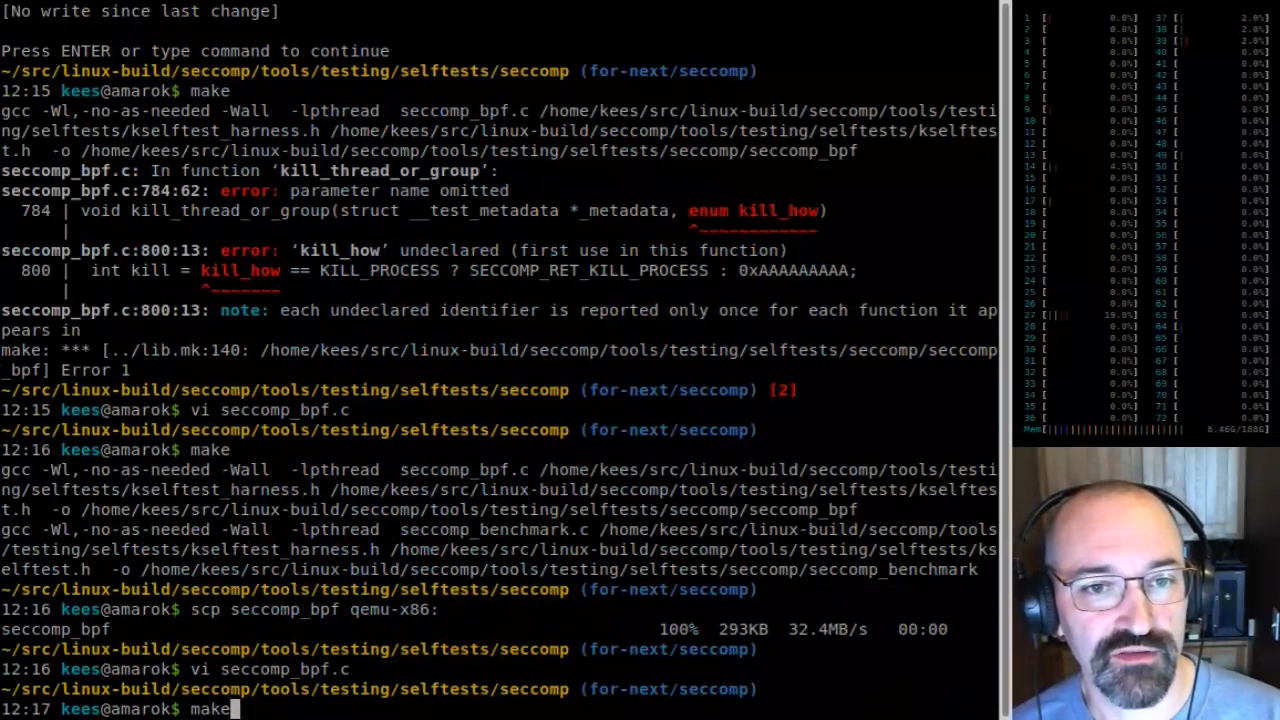 [No write since last change]
Press ENTER or type command to continue
~/src/linux-build/seccomp/tools/testing/selftests/seccomp (for-next/seccomp)
12:15 kees@amarok$ make
gcc -Wl,-no-as-needed -Wall  -lpthread  seccomp_bpf.c /home/kees/src/linux-build/seccomp/tools/testi
ng/selftests/kselftest_harness.h /home/kees/src/linux-build/seccomp/tools/testing/selftests/kselftes
t.h  -o /home/kees/src/linux-build/seccomp/tools/testing/selftests/seccomp/seccomp_bpf
seccomp_bpf.c: In function ‘kill_thread_or_group’:
seccomp_bpf.c:784:62: error: parameter name omitted
784 | void kill_thread_or_group(struct __test_metadata *_metadata, enum kill_how)
| ^~~~~~~~~~~~~
seccomp_bpf.c:800:13: error: ‘kill_how’ undeclared (first use in this function)
800 |  int kill = kill_how == KILL_PROCESS ? SECCOMP_RET_KILL_PROCESS : 0xAAAAAAAAA;
| ^~~~~~~~
seccomp_bpf.c:800:13: note: each undeclared identifier is reported only once for each function it ap
pears in
make: *** [../lib.mk:140: /home/kees/src/linux-build/seccomp/tools/testing/selftests/seccomp/seccomp
_bpf] Error 1
~/src/linux-build/seccomp/tools/testing/selftests/seccomp (for-next/seccomp) [2]
12:15 kees@amarok$ vi seccomp_bpf.c
~/src/linux-build/seccomp/tools/testing/selftests/seccomp (for-next/seccomp)
12:16 kees@amarok$ make
gcc -Wl,-no-as-needed -Wall  -lpthread  seccomp_bpf.c /home/kees/src/linux-build/seccomp/tools/testi
ng/selftests/kselftest_harness.h /home/kees/src/linux-build/seccomp/tools/testing/selftests/kselftes
t.h  -o /home/kees/src/linux-build/seccomp/tools/testing/selftests/seccomp/seccomp_bpf
gcc -Wl,-no-as-needed -Wall  -lpthread  seccomp_benchmark.c /home/kees/src/linux-build/seccomp/tools
/testing/selftests/kselftest_harness.h /home/kees/src/linux-build/seccomp/tools/testing/selftests/ks
elftest.h  -o /home/kees/src/linux-build/seccomp/tools/testing/selftests/seccomp/seccomp_benchmark
~/src/linux-build/seccomp/tools/testing/selftests/seccomp (for-next/seccomp)
12:16 kees@amarok$ scp seccomp_bpf qemu-x86:
seccomp_bpf 100% 293KB 32.4MB/s 00:00
~/src/linux-build/seccomp/tools/testing/selftests/seccomp (for-next/seccomp)
12:16 kees@amarok$ vi seccomp_bpf.c
~/src/linux-build/seccomp/tools/testing/selftests/seccomp (for-next/seccomp)
12:17 kees@amarok$ make
Mem 8.46G/188G